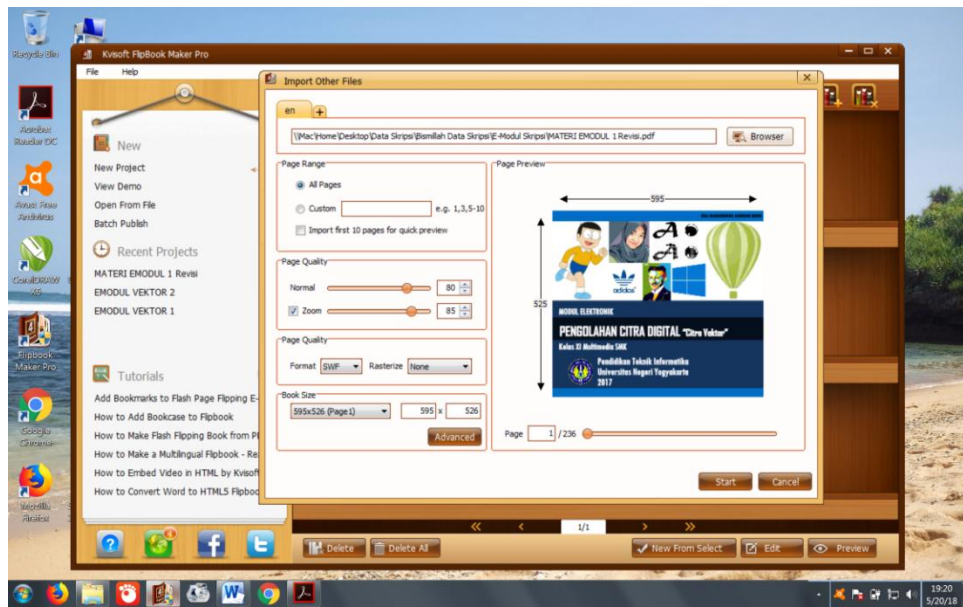 Recycle Bin
Acrobat
Reader DC
Avast Free
Antivirus
CorelDRAW
X6
Flipbook
Maker Pro
Google
Chrome
Mozilla
Firefox
Kvisoft FlipBook Maker Pro
File Help
New
New Project
View Demo
Open From File
Batch Publish
Recent Projects
MATERI EMODUL 1 Revisi
EMODUL VEKTOR 2
EMODUL VEKTOR 1
Tutorials
Add Bookmarks to Flash Page Flipping E-
How to Add Bookcase to Flipbook
How to Make Flash Flipping Book from
How to Make a Multilingual Flipbook - Re
How to Embed Video in HTML by Kvisoft
How to Convert Word to HTML5 Flipboo
Import Other Files
en +
\\Mac\Home\Desktop\Data Skripsi\Bismillah Data Skripsi\E-Modul Skripsi\MATERI EMODUL 1 Revisi.pdf
Browser
Page Range
All Pages
Custom e.g. 1,3,5-10
Import first 10 pages for quick preview
Page Quality
Normal 80
Zoom 85
Page Quality
Format SWF Rasterize None
Book Size
595x526 (Page1) 595 x 526
Advanced
Page Preview
595
525
adidas
MODUL ELEKTRONIK
PENGOLAHAN CITRA DIGITAL "Citra Vektor"
Kelas XI Multimedia SMK
Pendidikan Teknik Informatika
Universitas Negeri Yogyakarta
2017
Page 1 /236
Start Cancel
1/1
Delete Delete All New From Select Edit Preview
19:20
5/20/18